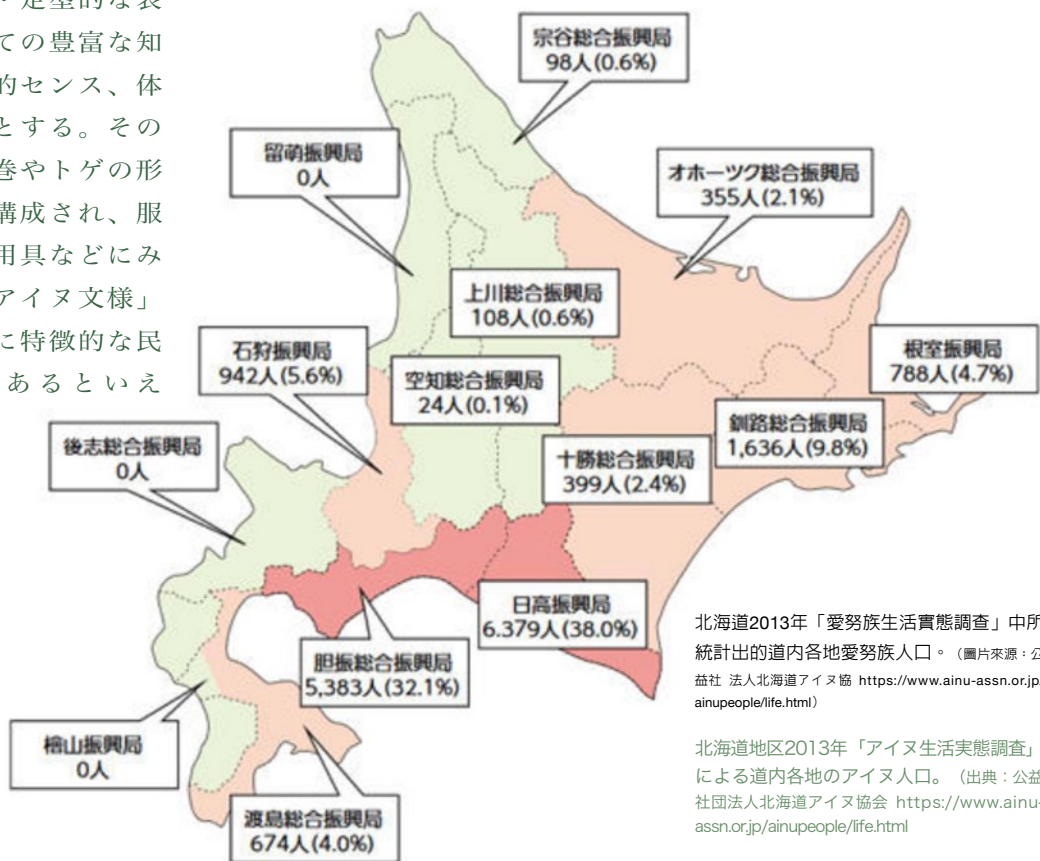 ・定型的な表
ての豊富な知
的センス、体
とする。その
巻やトゲの形
構成され、服
用具などにみ
アイヌ文様」
に特徴的な民
あるといえ
宗谷総合振興局
98人(0.6%)
留萌振興局
0人
オホーツク総合振興局
355人(2.1%)
上川総合振興局
108人(0.6%)
石狩振興局
942人(5.6%)
空知総合振興局
24人(0.1%)
根室振興局
788人(4.7%)
釧路総合振興局
1,636人(9.8%)
後志総合振興局
0人
十勝総合振興局
399人(2.4%)
日高振興局
6.379人(38.0%)
胆振総合振興局
5,383人(32.1%)
檜山振興局
0人
渡島総合振興局
674人(4.0%)
北海道2013年「愛努族生活實態調查」中所
統計出的道内各地愛努族人口。（圖片來源：公
益社 法人北海道アイヌ協 https://www.ainu-assn.or.jp/
ainupeople/life.html）
北海道地区2013年「アイヌ生活実態調査」
による道内各地のアイヌ人口。（出典：公益
社団法人北海道アイヌ協会 https://www.ainu-
assn.or.jp/ainupeople/life.html